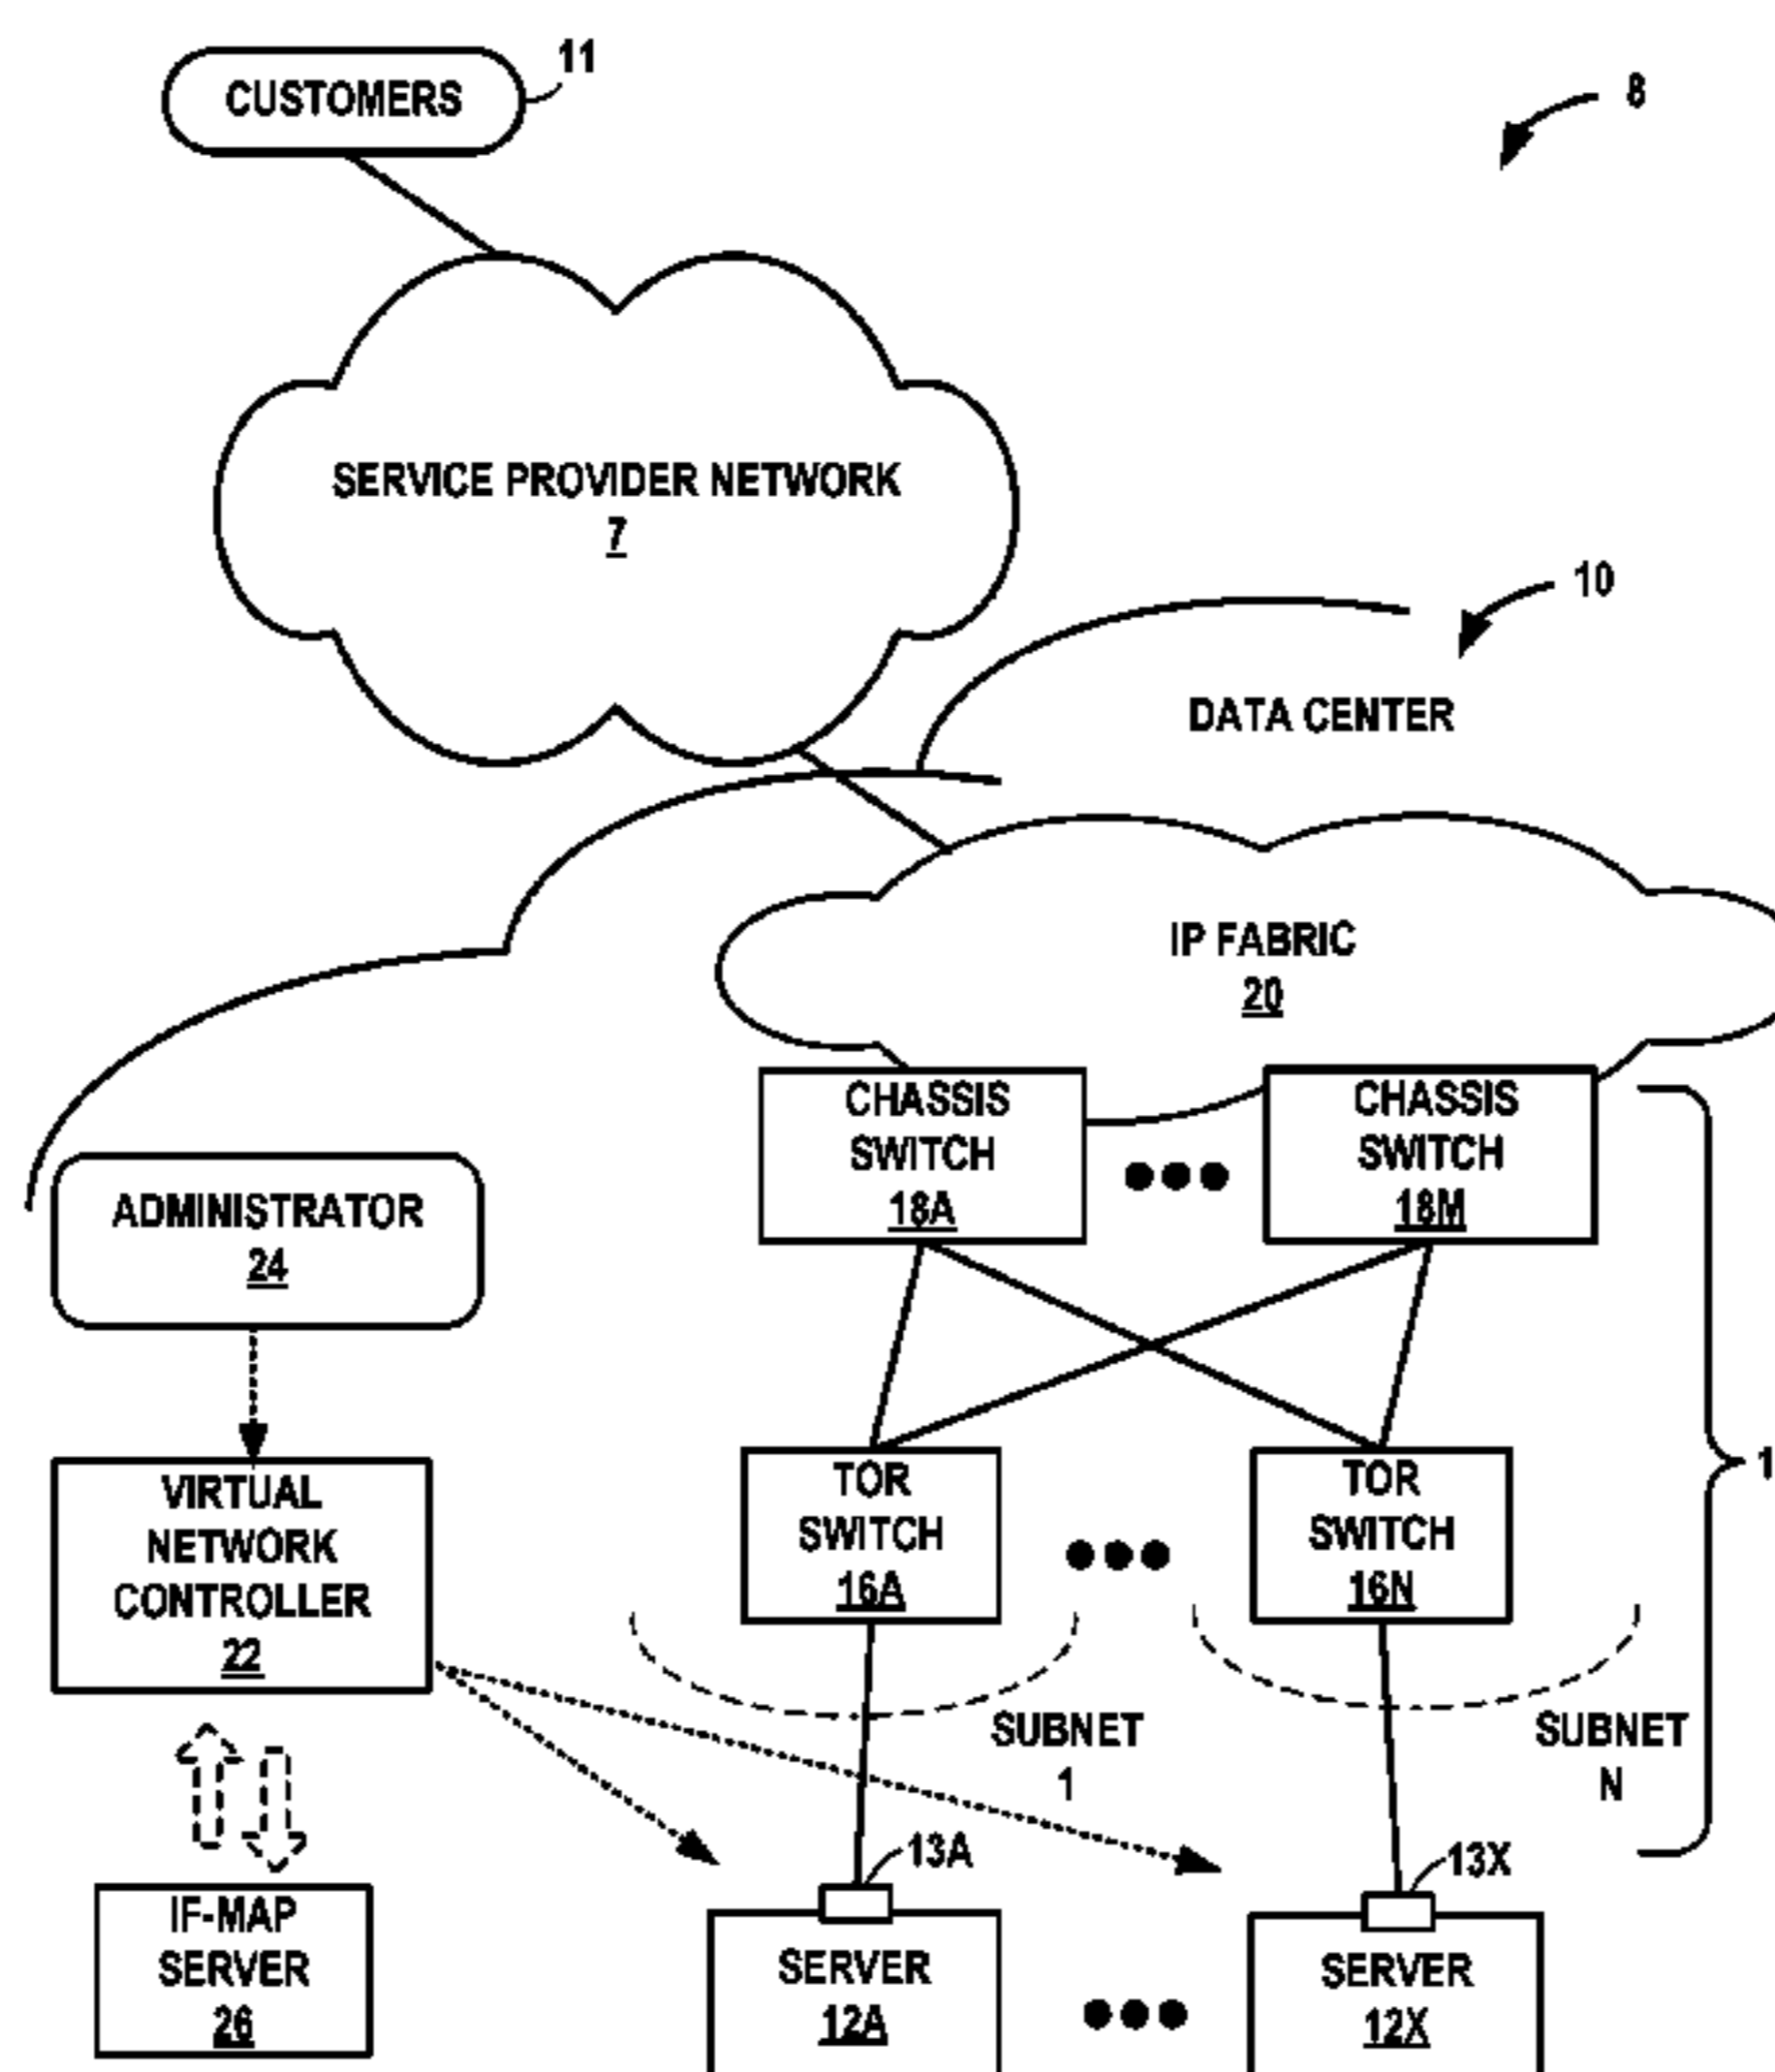 CUSTOMERS
11
8
SERVICE PROVIDER NETWORK
7
10
DATA CENTER
IP FABRIC
20
CHASSIS
SWITCH
18A
CHASSIS
SWITCH
18M
ADMINISTRATOR
24
VIRTUAL
NETWORK
CONTROLLER
22
TOR
SWITCH
16A
TOR
SWITCH
16N
1
SUBNET
1
SUBNET
N
13A
13X
IF-MAP
SERVER
26
SERVER
12A
SERVER
12X